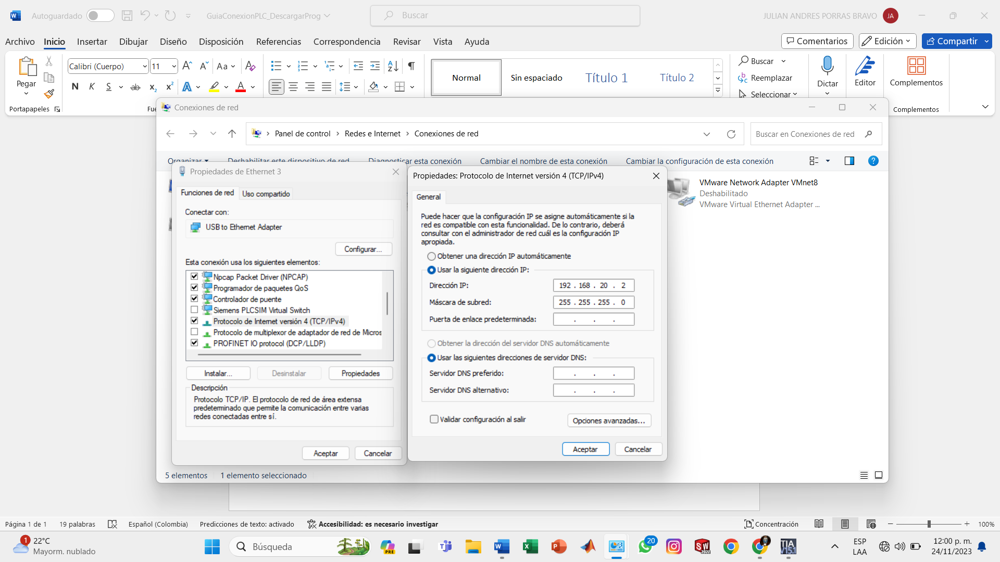 Autoguardado
GuiaConexionPLC_DescargarProg
Buscar
JULIAN ANDRES PORRAS BRAVO
JA
Archivo Inicio Insertar Dibujar Diseño Disposición Referencias Correspondencia Revisar Vista Ayuda
Comentarios Edición Compartir
Pegar
Portapapeles
Calibri (Cuerpo) 11 Aa
N K S ab x₂ x² A A
Fue
Normal Sin espaciado Título 1 Título 2
Buscar
Reemplazar
Seleccionar
Dictar
Editor
Complementos
Complementos
Conexiones de red
Panel de control > Redes e Internet > Conexiones de red
Buscar en Conexiones de red
Organizar Deshabilitar este dispositivo de red Diagnosticar esta conexión Cambiar el nombre de esta conexión Cambiar la configuración de esta conexión
VMware Network Adapter VMnet8
Deshabilitado
VMware Virtual Ethernet Adapter ...
Propiedades de Ethernet 3
Funciones de red Uso compartido
Conectar con:
USB to Ethernet Adapter
Configurar...
Esta conexión usa los siguientes elementos:
Npcap Packet Driver (NPCAP)
Programador de paquetes QoS
Controlador de puente
Siemens PLCSIM Virtual Switch
Protocolo de Internet versión 4 (TCP/IPv4)
Protocolo de multiplexor de adaptador de red de Micros
PROFINET IO protocol (DCP/LLDP)
Instalar... Desinstalar Propiedades
Descripción
Protocolo TCP/IP. El protocolo de red de área extensa
predeterminado que permite la comunicación entre varias
redes conectadas entre sí.
Aceptar Cancelar
Propiedades: Protocolo de Internet versión 4 (TCP/IPv4)
General
Puede hacer que la configuración IP se asigne automáticamente si la
red es compatible con esta funcionalidad. De lo contrario, deberá
consultar con el administrador de red cuál es la configuración IP
apropiada.
Obtener una dirección IP automáticamente
Usar la siguiente dirección IP:
Dirección IP: 192 . 168 . 20 . 2
Máscara de subred: 255 . 255 . 255 . 0
Puerta de enlace predeterminada: . . .
Obtener la dirección del servidor DNS automáticamente
Usar las siguientes direcciones de servidor DNS:
Servidor DNS preferido: . . .
Servidor DNS alternativo: . . .
Validar configuración al salir
Opciones avanzadas...
Aceptar Cancelar
5 elementos 1 elemento seleccionado
Página 1 de 1 19 palabras Español (Colombia) Predicciones de texto: activado Accesibilidad: es necesario investigar
Concentración 100%
1
22°C
Mayorm. nublado
Búsqueda
PRE
20
SW
2022
TIA
V15.1
ESP
LAA
12:00 p. m.
24/11/2023